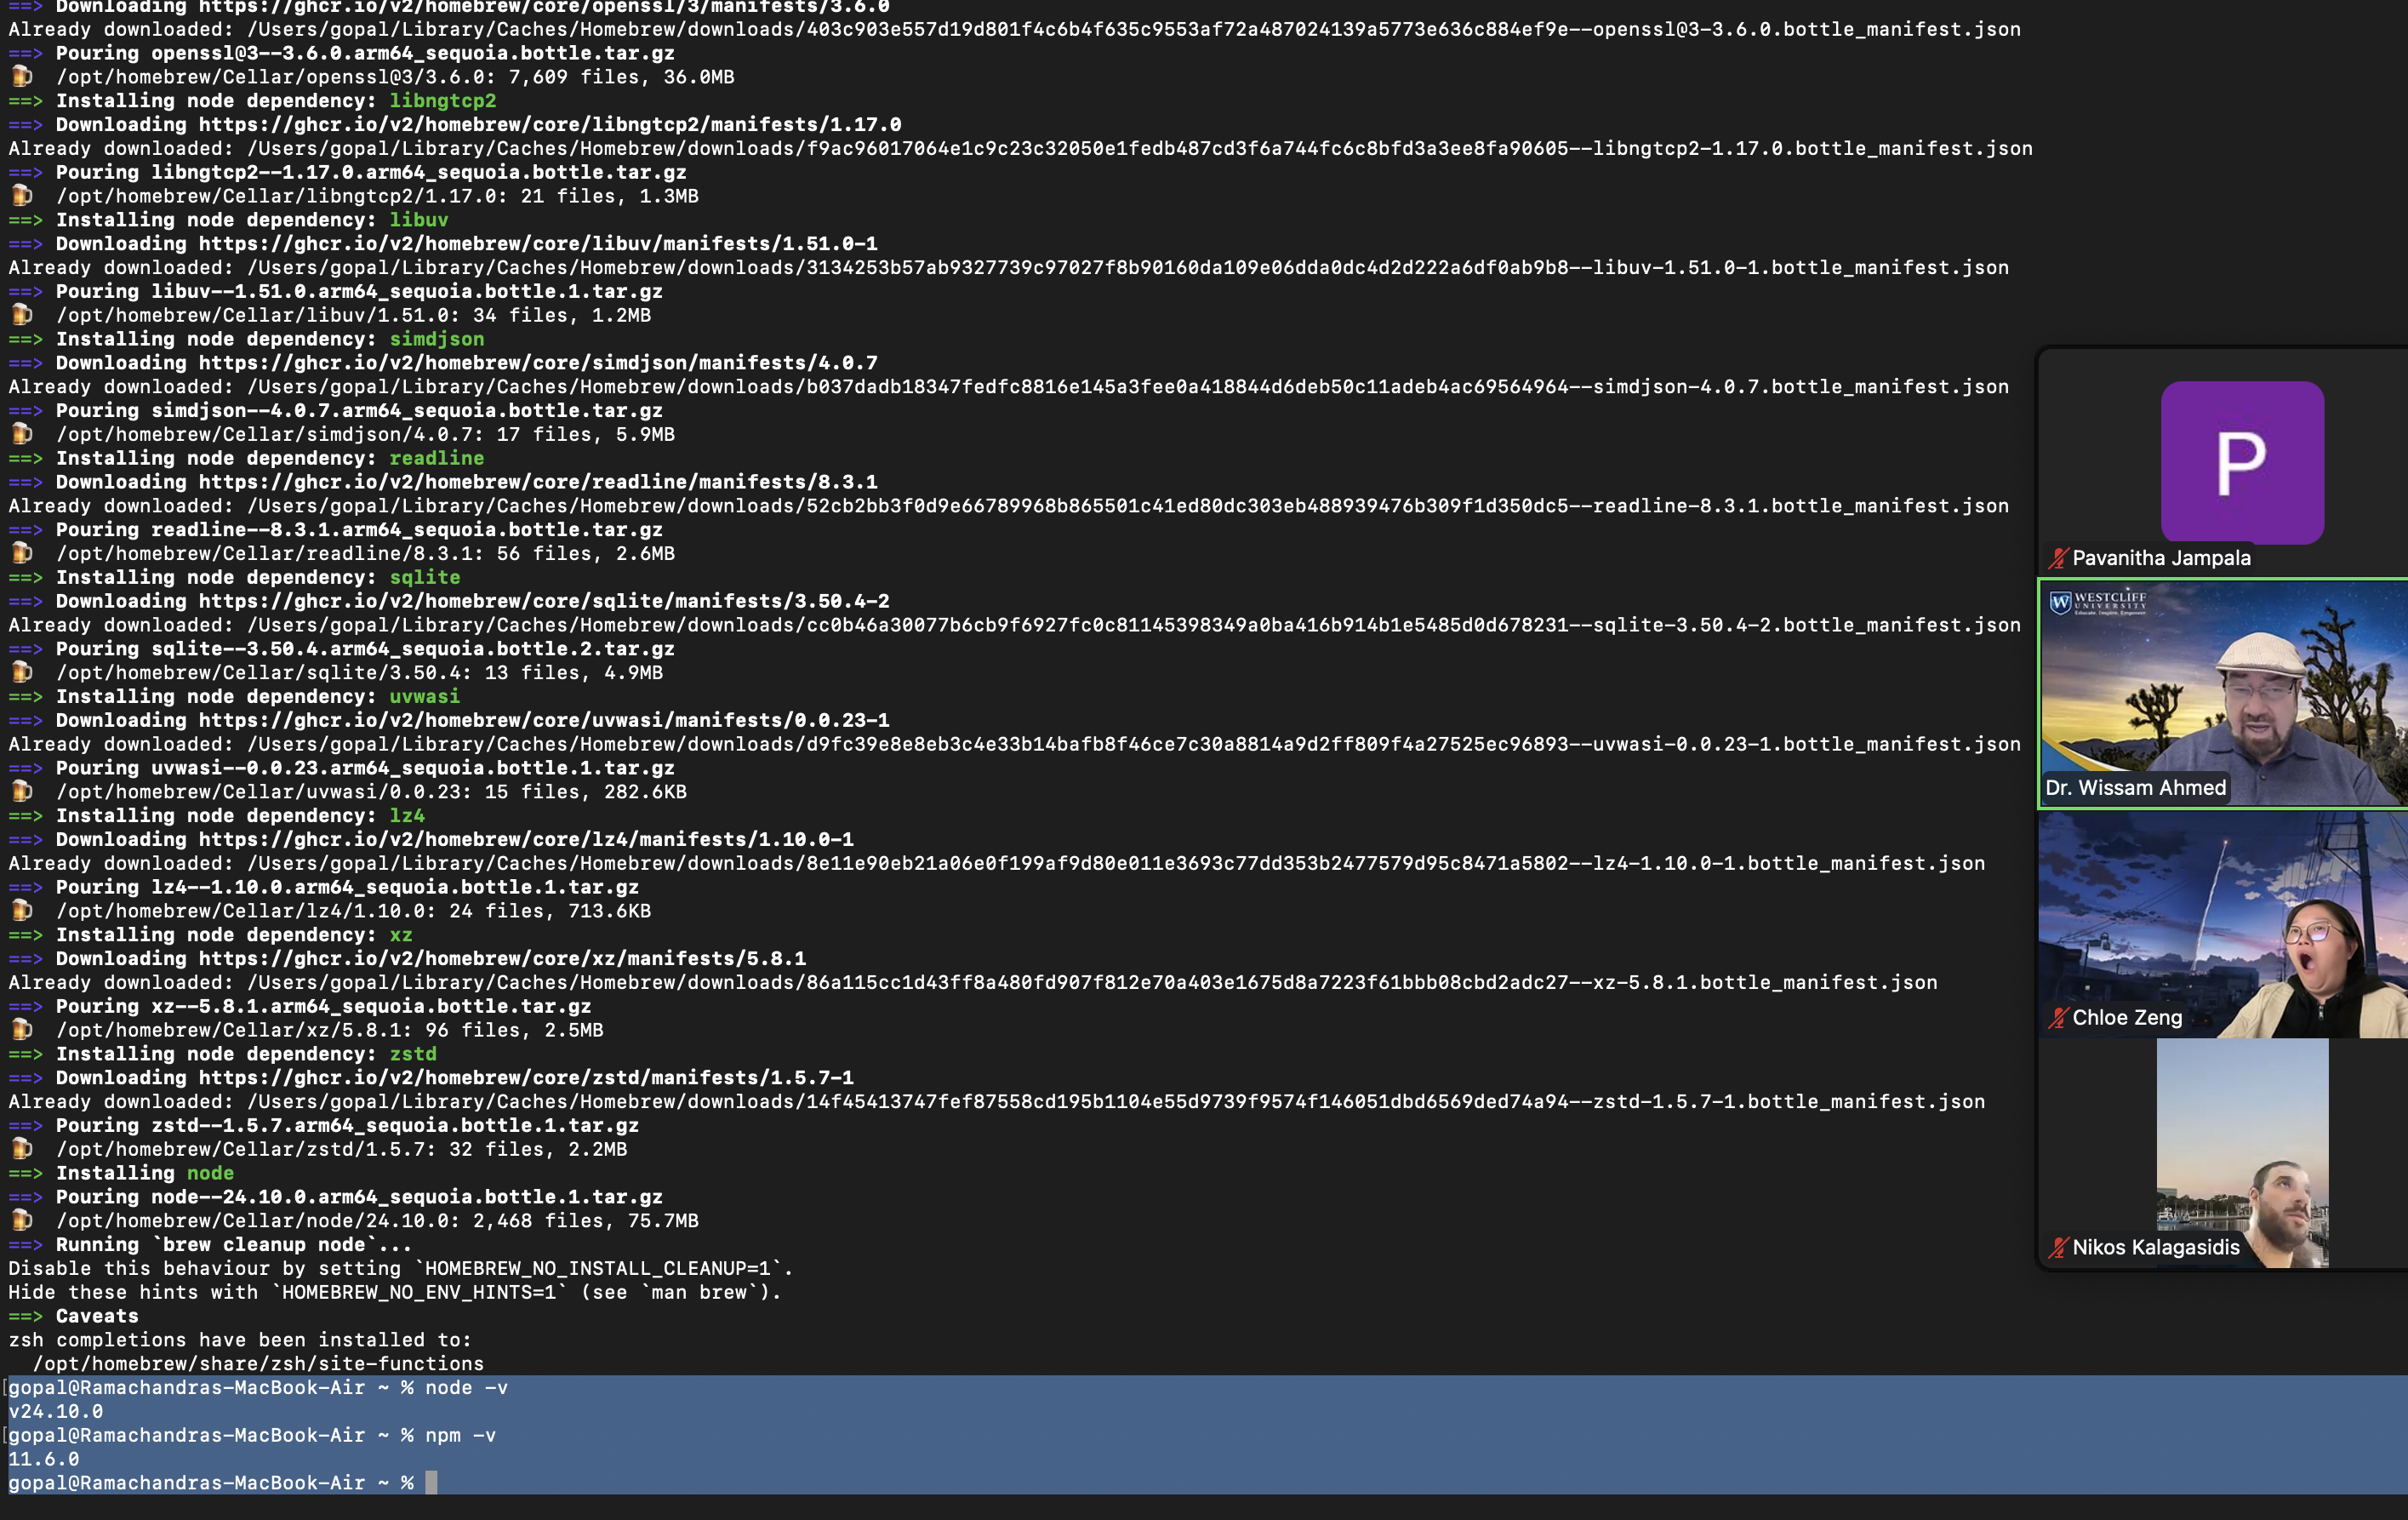 ==> Downloading https://ghcr.io/v2/homebrew/core/openssl/3/manifests/3.6.0
Already downloaded: /Users/gopal/Library/Caches/Homebrew/downloads/403c903e557d19d801f4c6b4f635c9553af72a487024139a5773e636c884ef9e--openssl@3-3.6.0.bottle_manifest.json
==> Pouring openssl@3--3.6.0.arm64_sequoia.bottle.tar.gz
🍺 /opt/homebrew/Cellar/openssl@3/3.6.0: 7,609 files, 36.0MB
==> Installing node dependency: libngtcp2
==> Downloading https://ghcr.io/v2/homebrew/core/libngtcp2/manifests/1.17.0
Already downloaded: /Users/gopal/Library/Caches/Homebrew/downloads/f9ac96017064e1c9c23c32050e1fedb487cd3f6a744fc6c8bfd3a3ee8fa90605--libngtcp2-1.17.0.bottle_manifest.json
==> Pouring libngtcp2--1.17.0.arm64_sequoia.bottle.tar.gz
🍺 /opt/homebrew/Cellar/libngtcp2/1.17.0: 21 files, 1.3MB
==> Installing node dependency: libuv
==> Downloading https://ghcr.io/v2/homebrew/core/libuv/manifests/1.51.0-1
Already downloaded: /Users/gopal/Library/Caches/Homebrew/downloads/3134253b57ab9327739c97027f8b90160da109e06dda0dc4d2d222a6df0ab9b8--libuv-1.51.0-1.bottle_manifest.json
==> Pouring libuv--1.51.0.arm64_sequoia.bottle.1.tar.gz
🍺 /opt/homebrew/Cellar/libuv/1.51.0: 34 files, 1.2MB
==> Installing node dependency: simdjson
==> Downloading https://ghcr.io/v2/homebrew/core/simdjson/manifests/4.0.7
Already downloaded: /Users/gopal/Library/Caches/Homebrew/downloads/b037dadb18347fedfc8816e145a3fee0a418844d6deb50c11adeb4ac69564964--simdjson-4.0.7.bottle_manifest.json
==> Pouring simdjson--4.0.7.arm64_sequoia.bottle.tar.gz
🍺 /opt/homebrew/Cellar/simdjson/4.0.7: 17 files, 5.9MB
==> Installing node dependency: readline
==> Downloading https://ghcr.io/v2/homebrew/core/readline/manifests/8.3.1
Already downloaded: /Users/gopal/Library/Caches/Homebrew/downloads/52cb2bb3f0d9e66789968b865501c41ed80dc303eb488939476b309f1d350dc5--readline-8.3.1.bottle_manifest.json
==> Pouring readline--8.3.1.arm64_sequoia.bottle.tar.gz
🍺 /opt/homebrew/Cellar/readline/8.3.1: 56 files, 2.6MB
==> Installing node dependency: sqlite
==> Downloading https://ghcr.io/v2/homebrew/core/sqlite/manifests/3.50.4-2
Already downloaded: /Users/gopal/Library/Caches/Homebrew/downloads/cc0b46a30077b6cb9f6927fc0c81145398349a0ba416b914b1e5485d0d678231--sqlite-3.50.4-2.bottle_manifest.json
==> Pouring sqlite--3.50.4.arm64_sequoia.bottle.2.tar.gz
🍺 /opt/homebrew/Cellar/sqlite/3.50.4: 13 files, 4.9MB
==> Installing node dependency: uvwasi
==> Downloading https://ghcr.io/v2/homebrew/core/uvwasi/manifests/0.0.23-1
Already downloaded: /Users/gopal/Library/Caches/Homebrew/downloads/d9fc39e8e8eb3c4e33b14bafb8f46ce7c30a8814a9d2ff809f4a27525ec96893--uvwasi-0.0.23-1.bottle_manifest.json
==> Pouring uvwasi--0.0.23.arm64_sequoia.bottle.1.tar.gz
🍺 /opt/homebrew/Cellar/uvwasi/0.0.23: 15 files, 282.6KB
==> Installing node dependency: lz4
==> Downloading https://ghcr.io/v2/homebrew/core/lz4/manifests/1.10.0-1
Already downloaded: /Users/gopal/Library/Caches/Homebrew/downloads/8e11e90eb21a06e0f199af9d80e011e3693c77dd353b2477579d95c8471a5802--lz4-1.10.0-1.bottle_manifest.json
==> Pouring lz4--1.10.0.arm64_sequoia.bottle.1.tar.gz
🍺 /opt/homebrew/Cellar/lz4/1.10.0: 24 files, 713.6KB
==> Installing node dependency: xz
==> Downloading https://ghcr.io/v2/homebrew/core/xz/manifests/5.8.1
Already downloaded: /Users/gopal/Library/Caches/Homebrew/downloads/86a115cc1d43ff8a480fd907f812e70a403e1675d8a7223f61bbb08cbd2adc27--xz-5.8.1.bottle_manifest.json
==> Pouring xz--5.8.1.arm64_sequoia.bottle.tar.gz
🍺 /opt/homebrew/Cellar/xz/5.8.1: 96 files, 2.5MB
==> Installing node dependency: zstd
==> Downloading https://ghcr.io/v2/homebrew/core/zstd/manifests/1.5.7-1
Already downloaded: /Users/gopal/Library/Caches/Homebrew/downloads/14f45413747fef87558cd195b1104e55d9739f9574f146051dbd6569ded74a94--zstd-1.5.7-1.bottle_manifest.json
==> Pouring zstd--1.5.7.arm64_sequoia.bottle.1.tar.gz
🍺 /opt/homebrew/Cellar/zstd/1.5.7: 32 files, 2.2MB
==> Installing node
==> Pouring node--24.10.0.arm64_sequoia.bottle.1.tar.gz
🍺 /opt/homebrew/Cellar/node/24.10.0: 2,468 files, 75.7MB
==> Running `brew cleanup node`...
Disable this behaviour by setting `HOMEBREW_NO_INSTALL_CLEANUP=1`.
Hide these hints with `HOMEBREW_NO_ENV_HINTS=1` (see `man brew`).
==> Caveats
zsh completions have been installed to:
/opt/homebrew/share/zsh/site-functions
[gopal@Ramachandras-MacBook-Air ~ % node -v
v24.10.0
[gopal@Ramachandras-MacBook-Air ~ % npm -v
11.6.0
gopal@Ramachandras-MacBook-Air ~ %
P
Pavanitha Jampala
W WESTCLIFF
UNIVERSITY
Educate. Inspire. Empower.
Dr. Wissam Ahmed
Chloe Zeng
Nikos Kalagasidis